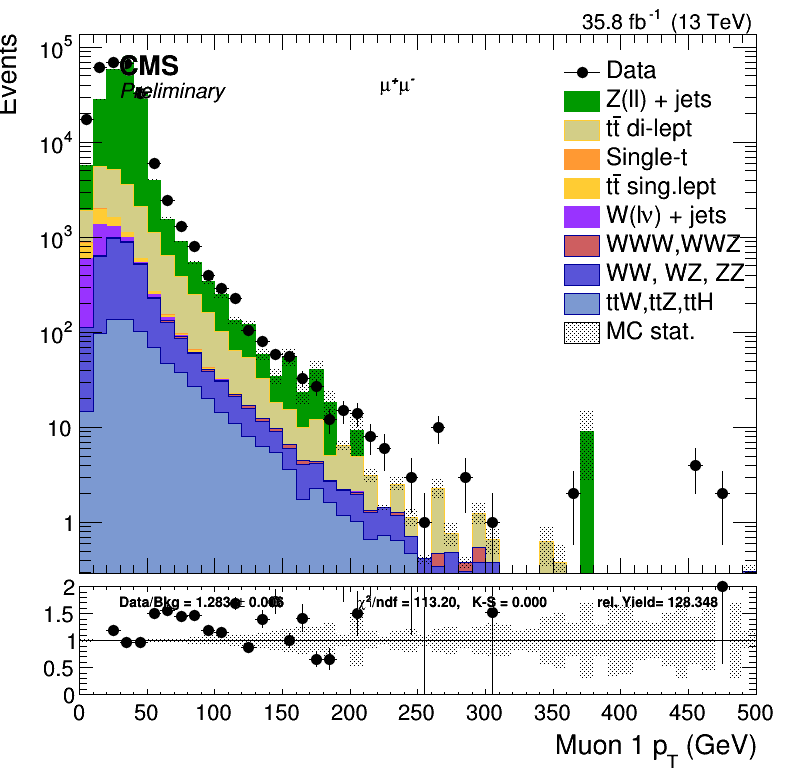 35.8 fb⁻¹ (13 TeV)
Events
CMS
Preliminary
μ⁺μ⁻
Data
Z(ll) + jets
tt̄ di-lept
Single-t
tt̄ sing.lept
W(lν) + jets
WWW,WWZ
WW, WZ, ZZ
ttW,ttZ,ttH
MC stat.
10⁵
10⁴
10³
10²
10
1
Data/Bkg = 1.283 ± 0.006 χ²/ndf = 113.20, K-S = 0.000 rel. Yield= 128.348
2
1.5
1
0.5
0
0 50 100 150 200 250 300 350 400 450 500
Muon 1 p_T (GeV)